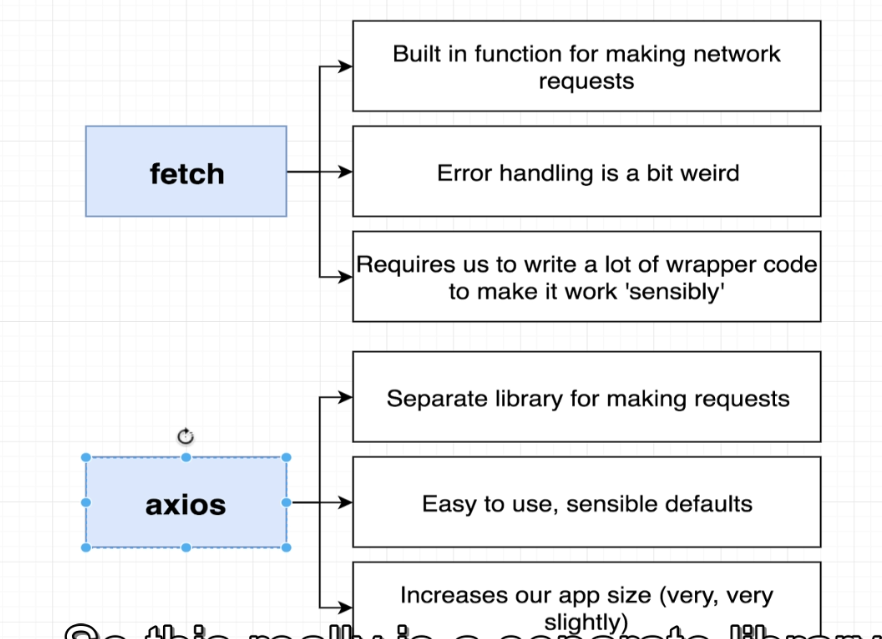 Built in function for making network
requests
fetch
Error handling is a bit weird
Requires us to write a lot of wrapper code
to make it work 'sensibly'
Separate library for making requests
axios
Easy to use, sensible defaults
Increases our app size (very, very
slightly)
this really is a separate library